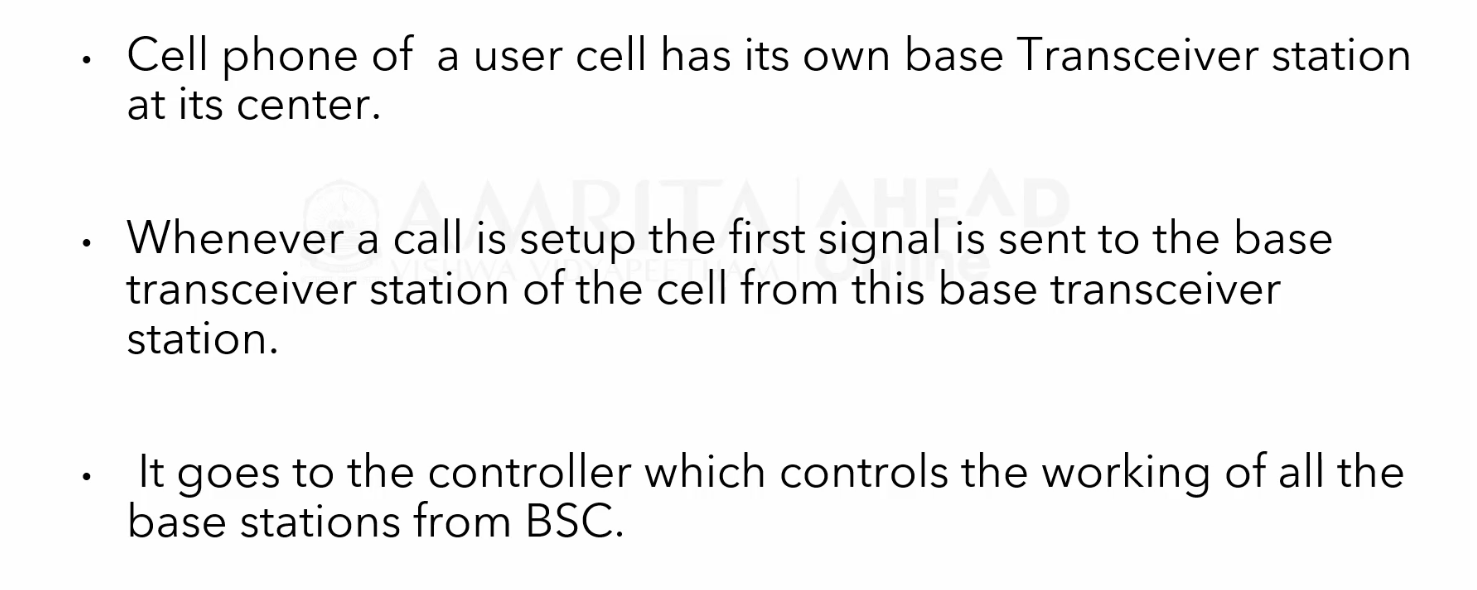 • Cell phone of a user cell has its own base Transceiver station
at its center.
AMRITA AHEAD
VISHWA VIDYAPEETHAM Online
• Whenever a call is setup the first signal is sent to the base
transceiver station of the cell from this base transceiver
station.
• It goes to the controller which controls the working of all the
base stations from BSC.